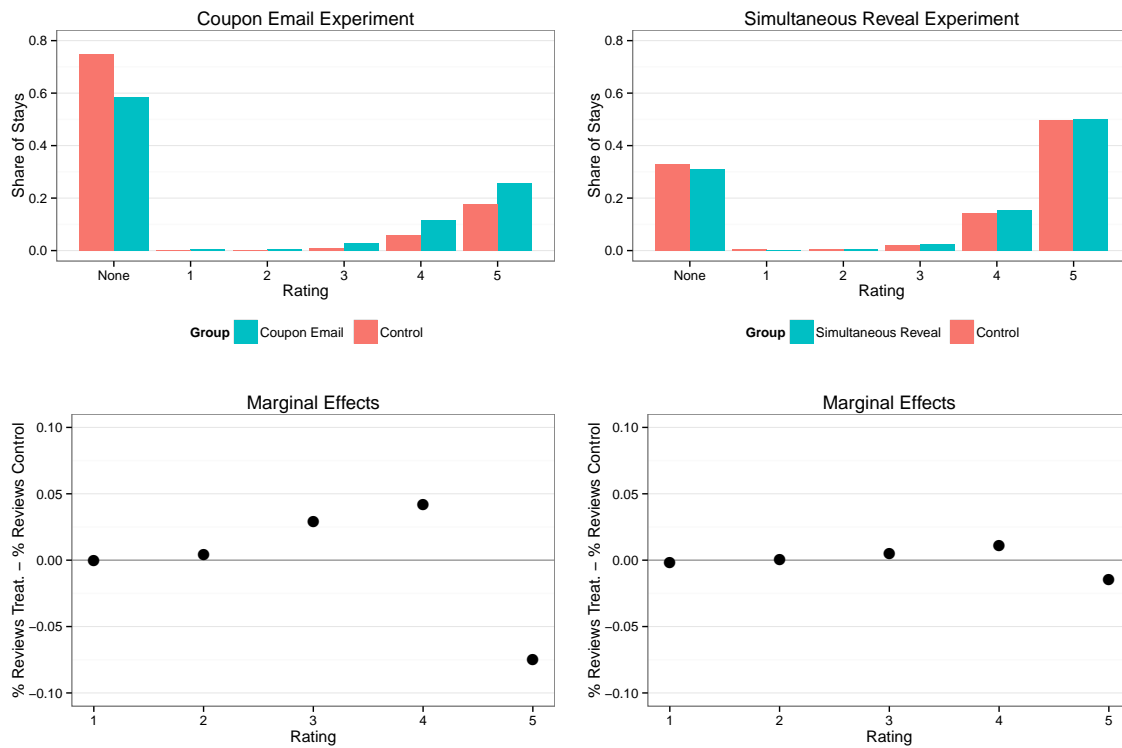 Coupon Email Experiment
0.8
0.6
0.4
0.2
0.0
Share of Stays
None 1 2 3 4 5
Rating
Group Coupon Email Control
Simultaneous Reveal Experiment
0.8
0.6
0.4
0.2
0.0
Share of Stays
None 1 2 3 4 5
Rating
Group Simultaneous Reveal Control
Marginal Effects
0.10
0.05
0.00
−0.05
−0.10
% Reviews Treat. − % Reviews Control
1 2 3 4 5
Rating
Marginal Effects
0.10
0.05
0.00
−0.05
−0.10
% Reviews Treat. − % Reviews Control
1 2 3 4 5
Rating